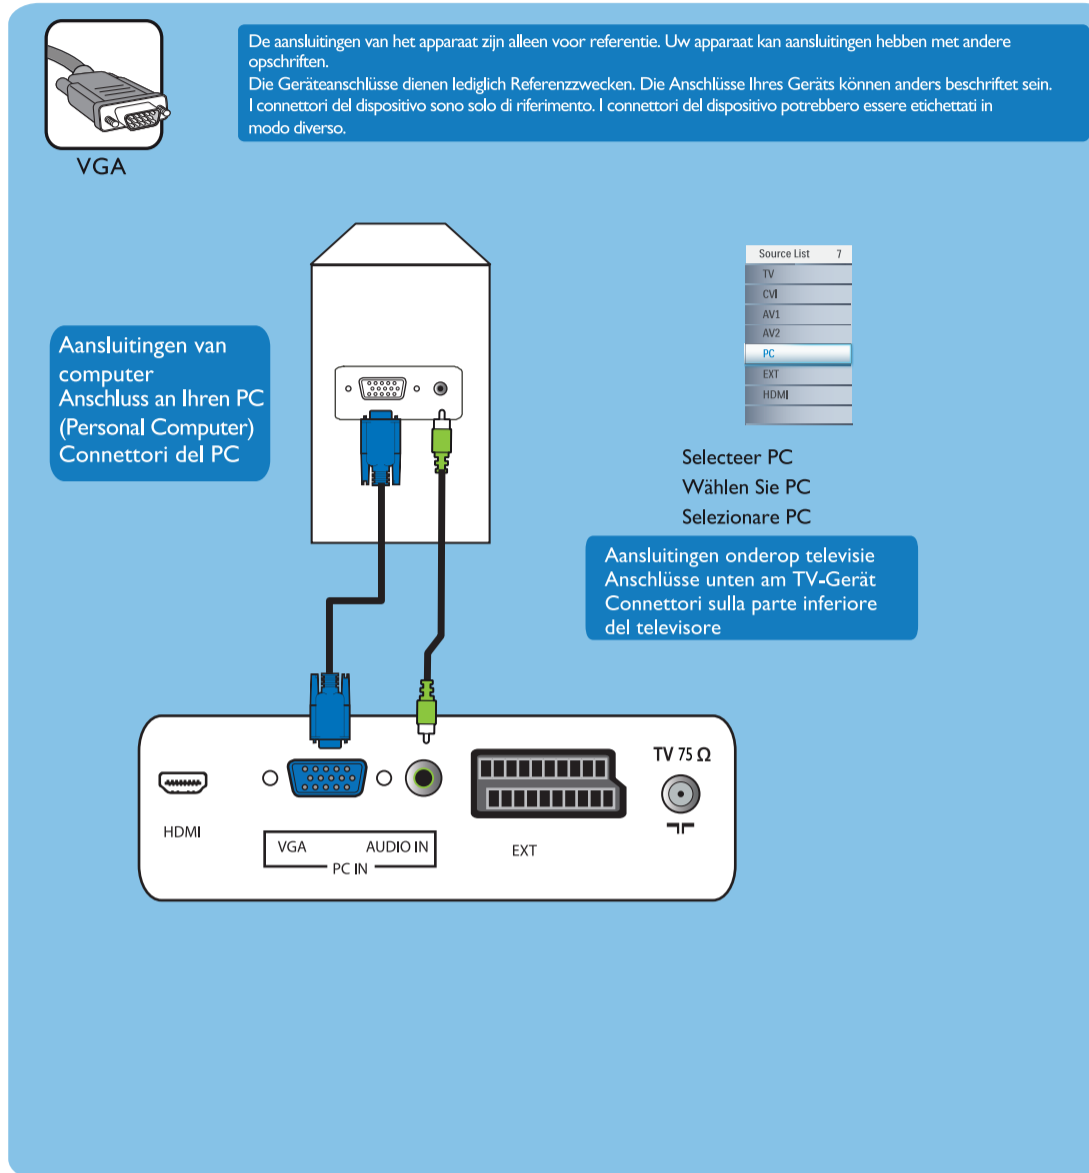 De aansluitingen van het apparaat zijn alleen voor referentie. Uw apparaat kan aansluitingen hebben met andere
opschriften.
Die Geräteanschlüsse dienen lediglich Referenzzwecken. Die Anschlüsse Ihres Geräts können anders beschriftet sein.
I connettori del dispositivo sono solo di riferimento. I connettori del dispositivo potrebbero essere etichettati in
modo diverso.
VGA
Source List 7
TV
CVI
AV1
AV2
PC
EXT
HDMI
Aansluitingen van
computer
Anschluss an Ihren PC
(Personal Computer)
Connettori del PC
Selecteer PC
Wählen Sie PC
Selezionare PC
Aansluitingen onderop televisie
Anschlüsse unten am TV-Gerät
Connettori sulla parte inferiore
del televisore
TV 75 Ω
HDMI
VGA AUDIO IN
PC IN
EXT